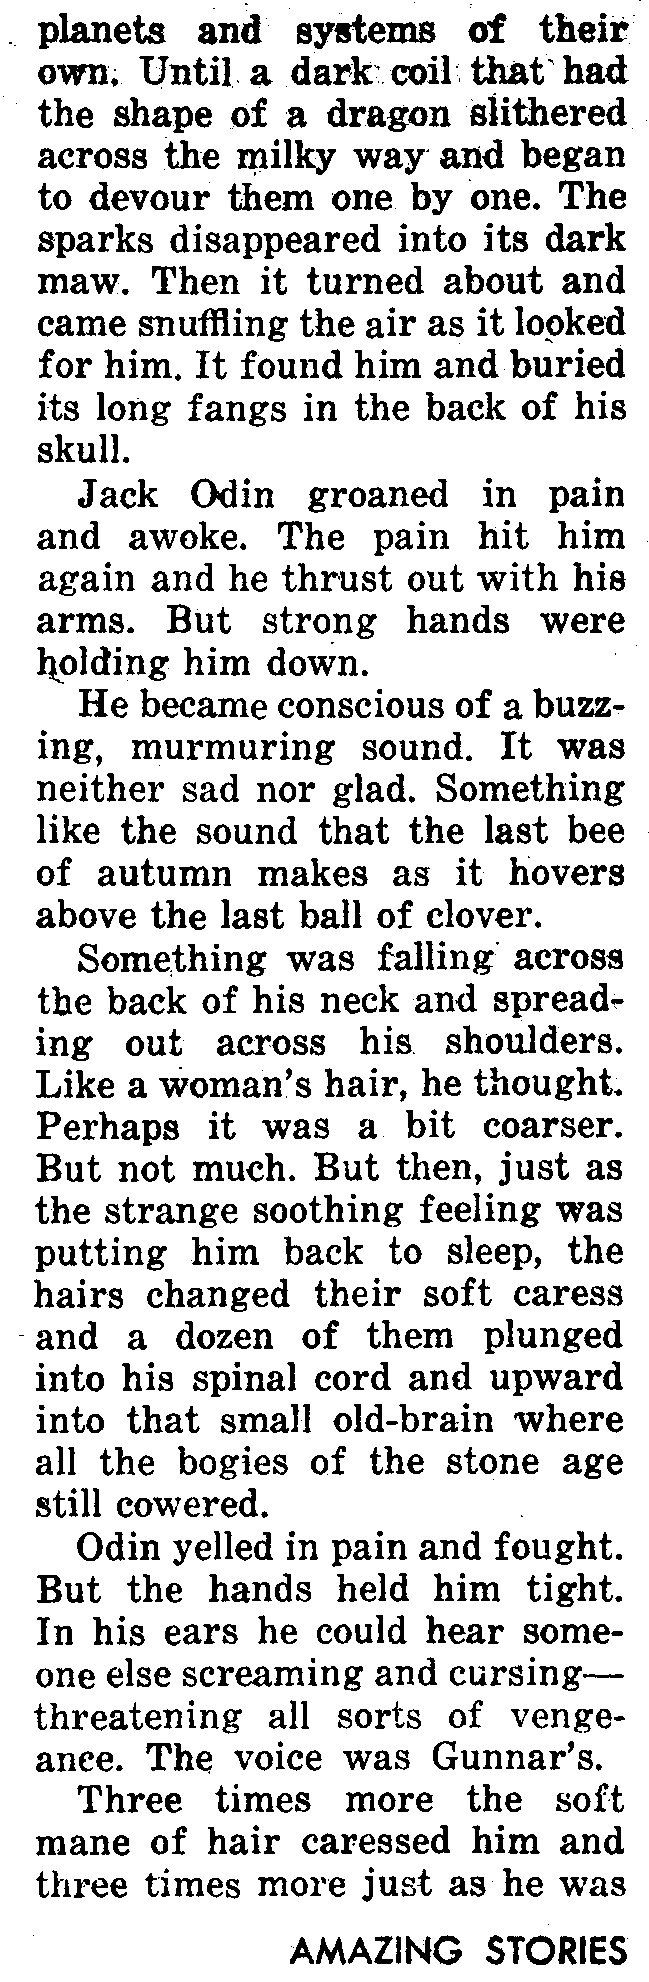 planets and systems of their
own. Until a dark coil that had
the shape of a dragon slithered
across the milky way and began
to devour them one by one. The
sparks disappeared into its dark
maw. Then it turned about and
came snuffling the air as it looked
for him. It found him and buried
its long fangs in the back of his
skull.
Jack Odin groaned in pain
and awoke. The pain hit him
again and he thrust out with his
arms. But strong hands were
holding him down.
He became conscious of a buzz-
ing, murmuring sound. It was
neither sad nor glad. Something
like the sound that the last bee
of autumn makes as it hovers
above the last ball of clover.
Something was falling across
the back of his neck and spread-
ing out across his shoulders.
Like a woman's hair, he thought.
Perhaps it was a bit coarser.
But not much. But then, just as
the strange soothing feeling was
putting him back to sleep, the
hairs changed their soft caress
and a dozen of them plunged
into his spinal cord and upward
into that small old-brain where
all the bogies of the stone age
still cowered.
Odin yelled in pain and fought.
But the hands held him tight.
In his ears he could hear some-
one else screaming and cursing—
threatening all sorts of venge-
ance. The voice was Gunnar's.
Three times more the soft
mane of hair caressed him and
three times more just as he was
AMAZING STORIES